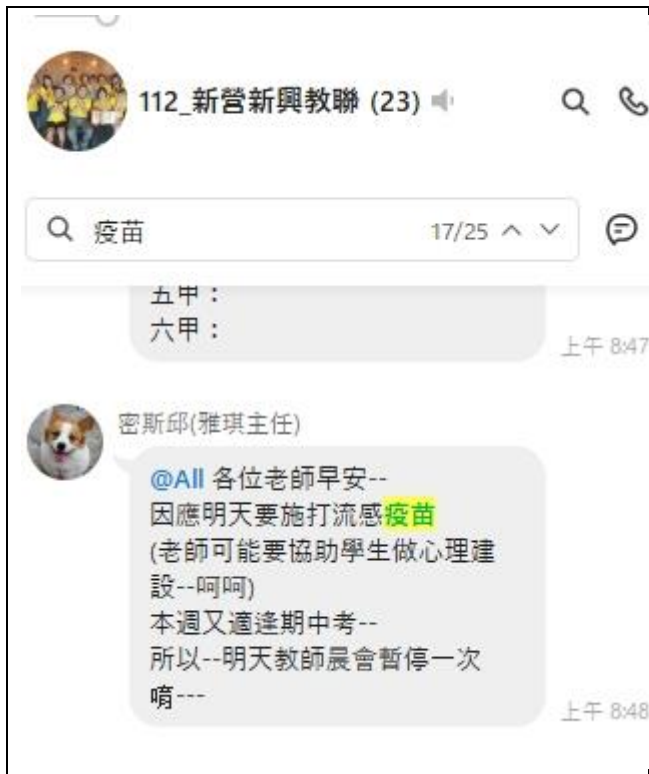 112_新營新興教聯 (23)
疫苗
17/25
五甲：
六甲：
上午 8:47
密斯邱(雅琪主任)
@All 各位老師早安--
因應明天要施打流感疫苗
(老師可能要協助學生做心理建
設--呵呵)
本週又適逢期中考--
所以--明天教師晨會暫停一次
唷---
上午 8:48